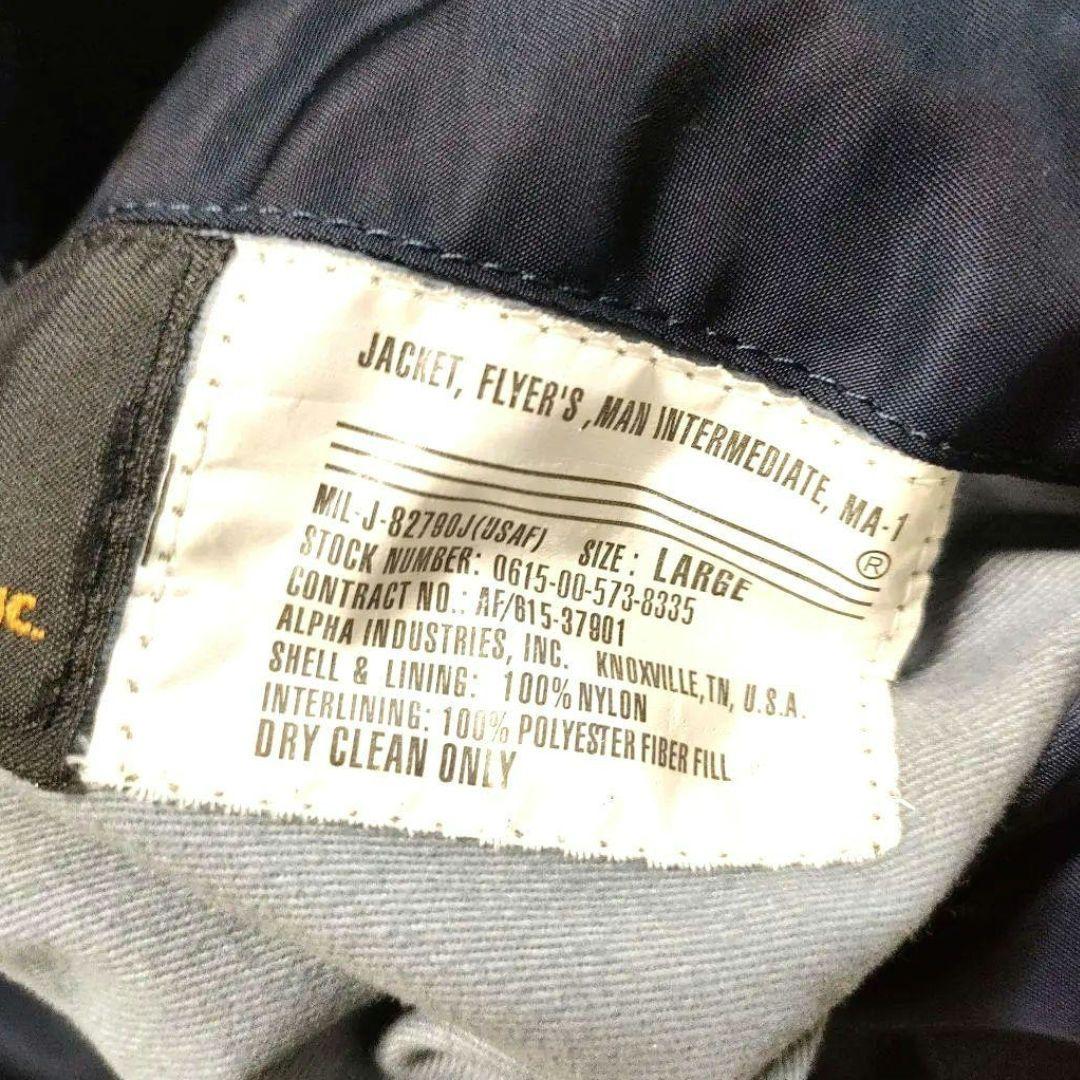 JACKET, FLYER'S ,MAN INTERMEDIATE, MA-1
®
MIL-J-82790J(USAF) SIZE: LARGE
STOCK NUMBER: 0615-00-573-8335
CONTRACT NO.: AF/615-37901
ALPHA INDUSTRIES, INC. KNOXVILLE,TN, U.S.A.
SHELL & LINING: 100% NYLON
INTERLINING: 100% POLYESTER FIBER FILL
DRY CLEAN ONLY